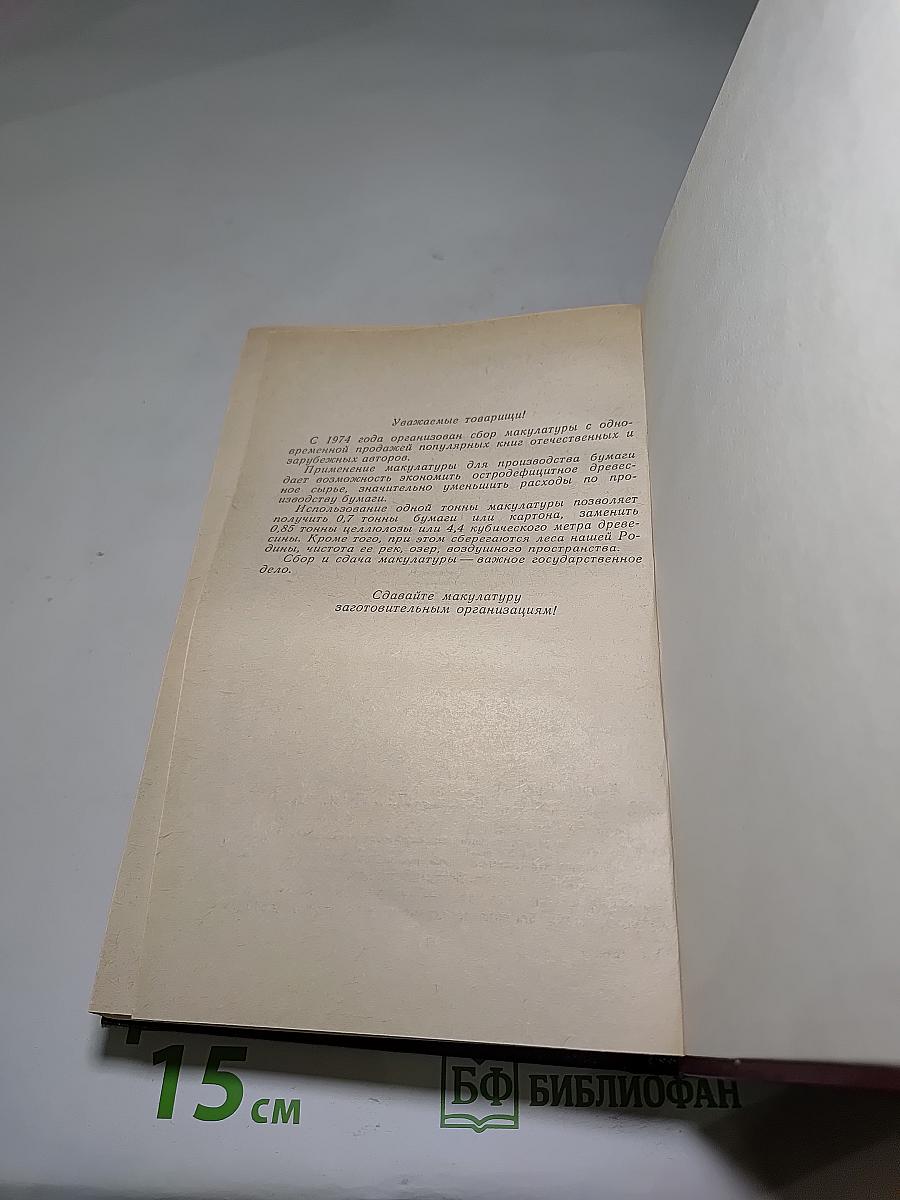 Уважаемые товарищи!
С 1974 года организован сбор макулатуры с одно-
временной продажей популярных книг отечественных и
зарубежных авторов.
Применение макулатуры для производства бумаги
дает возможность экономить остродефицитное древес-
ное сырье, значительно уменьшить расходы по про-
изводству бумаги.
Использование одной тонны макулатуры позволяет
получить 0,7 тонны бумаги или картона, заменить
0,85 тонны целлюлозы или 4,4 кубического метра древе-
сины. Кроме того, при этом сберегаются леса нашей Ро-
дины, чистота ее рек, озер, воздушного пространства.
Сбор и сдача макулатуры — важное государственное
дело.
Сдавайте макулатуру
заготовительным организациям!
15 см
БФ БИБЛИОФАН